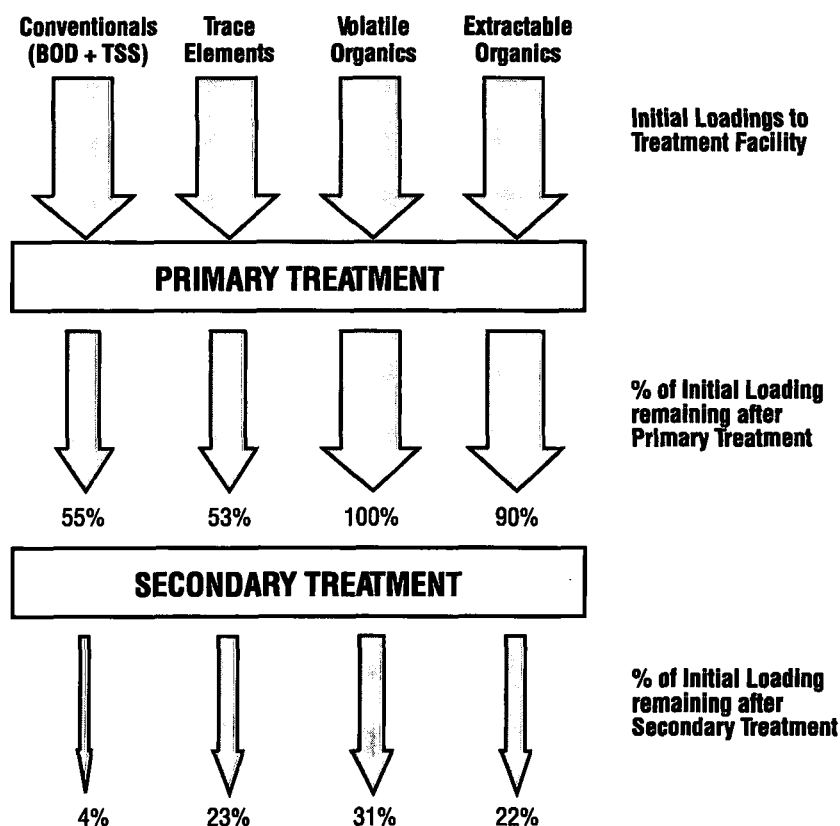 Conventionals
(BOD + TSS)
Trace
Elements
Volatile
Organics
Extractable
Organics
Initial Loadings to
Treatment Facility
PRIMARY TREATMENT
% of Initial Loading
remaining after
Primary Treatment
55%
53%
100%
90%
SECONDARY TREATMENT
% of Initial Loading
remaining after
Secondary Treatment
4%
23%
31%
22%